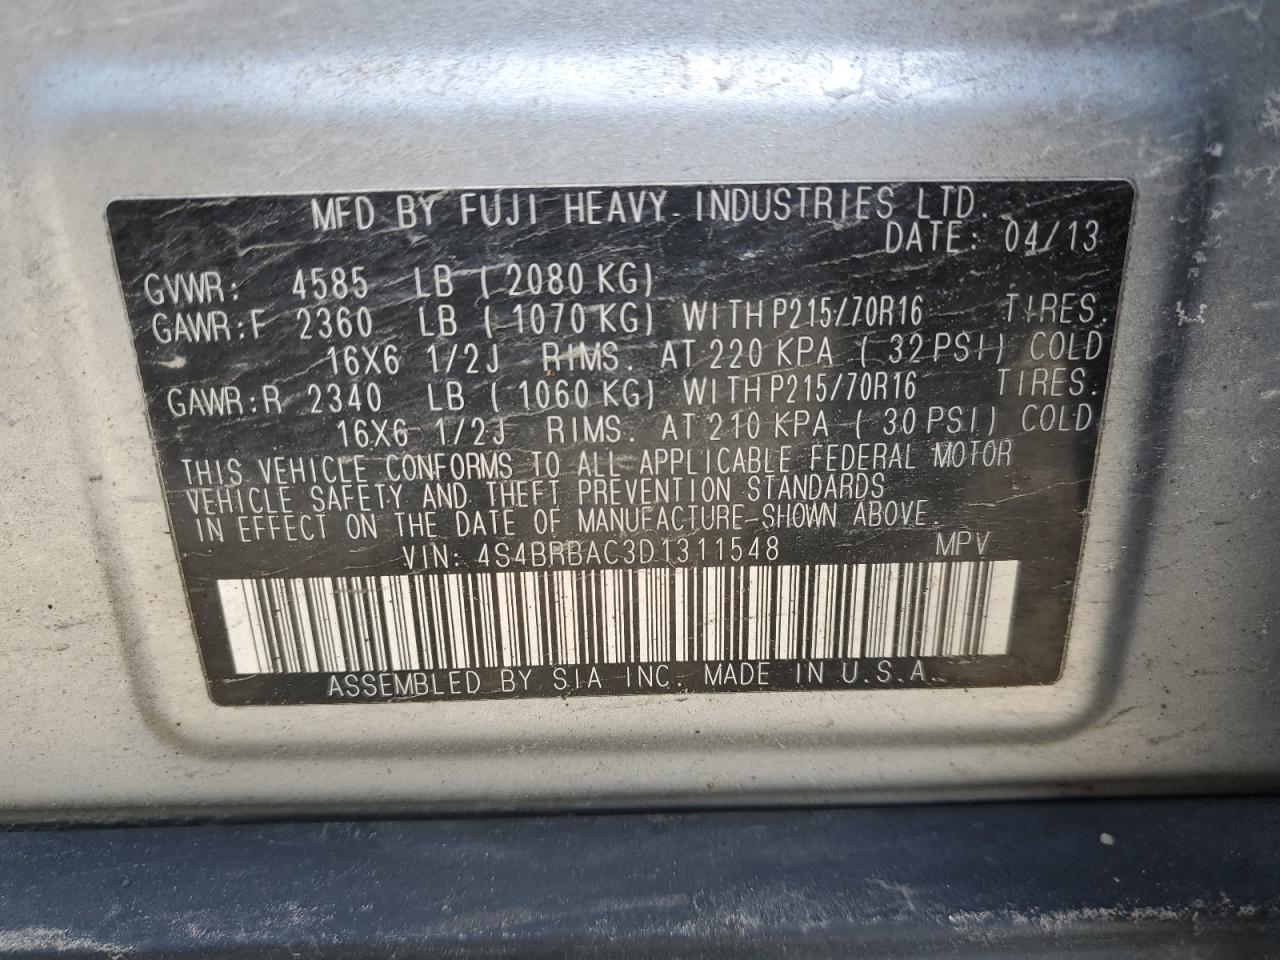 MFD BY FUJI HEAVY INDUSTRIES LTD.
DATE: 04/13
GVWR: 4585 LB ( 2080 KG)
GAWR:F 2360 LB ( 1070 KG) WITH P215/70R16 TIRES.
16X6 1/2J RIMS. AT 220 KPA ( 32 PSI) COLD
GAWR:R 2340 LB ( 1060 KG) WITH P215/70R16 TIRES.
16X6 1/2J RIMS. AT 210 KPA ( 30 PSI) COLD
THIS VEHICLE CONFORMS TO ALL APPLICABLE FEDERAL MOTOR
VEHICLE SAFETY AND THEFT PREVENTION STANDARDS
IN EFFECT ON THE DATE OF MANUFACTURE SHOWN ABOVE.
VIN: 4S4BRBAC3D1311548 MPV
ASSEMBLED BY SIA INC. MADE IN U.S.A.